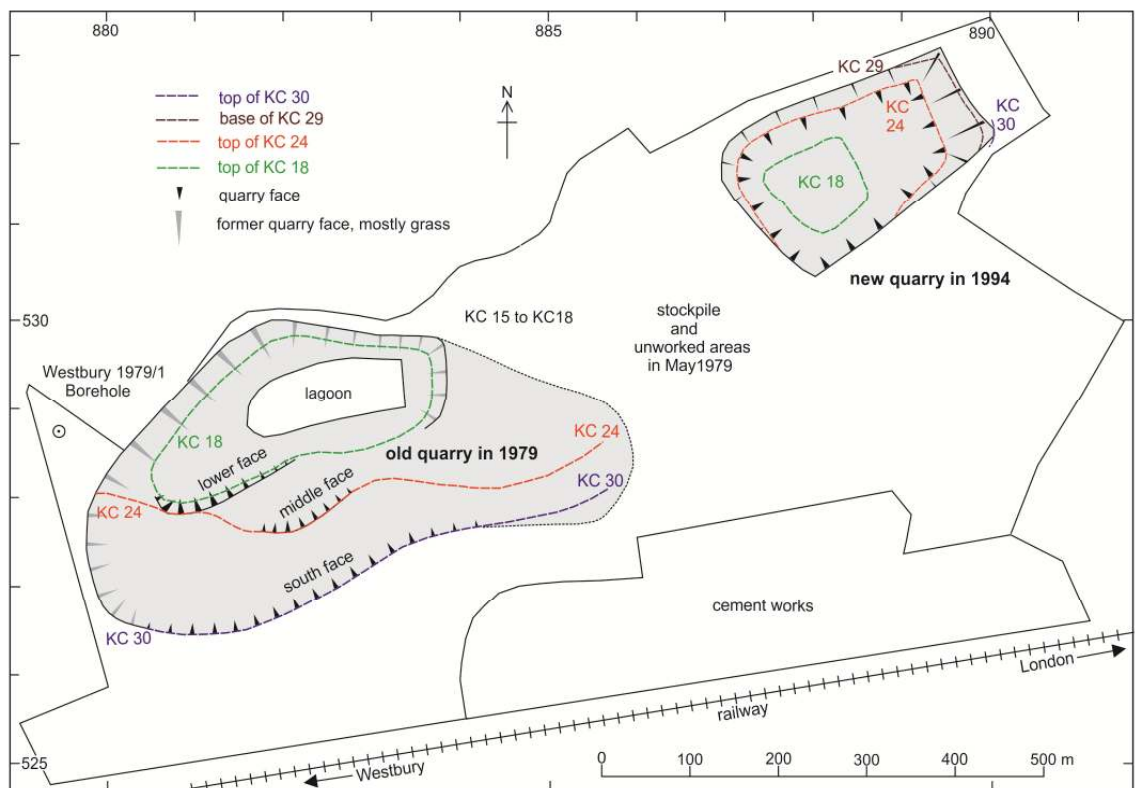 880
885
890
N
top of KC 30
base of KC 29
top of KC 24
top of KC 18
quarry face
former quarry face, mostly grass
KC 29
KC
24
KC
30
KC 18
new quarry in 1994
530
KC 15 to KC18
stockpile
and
unworked areas
in May1979
Westbury 1979/1
Borehole
lagoon
KC 18
lower face
old quarry in 1979
KC 24
middle face
KC 24
KC 30
south face
KC 30
cement works
London
railway
Westbury
525
0 100 200 300 400 500 m